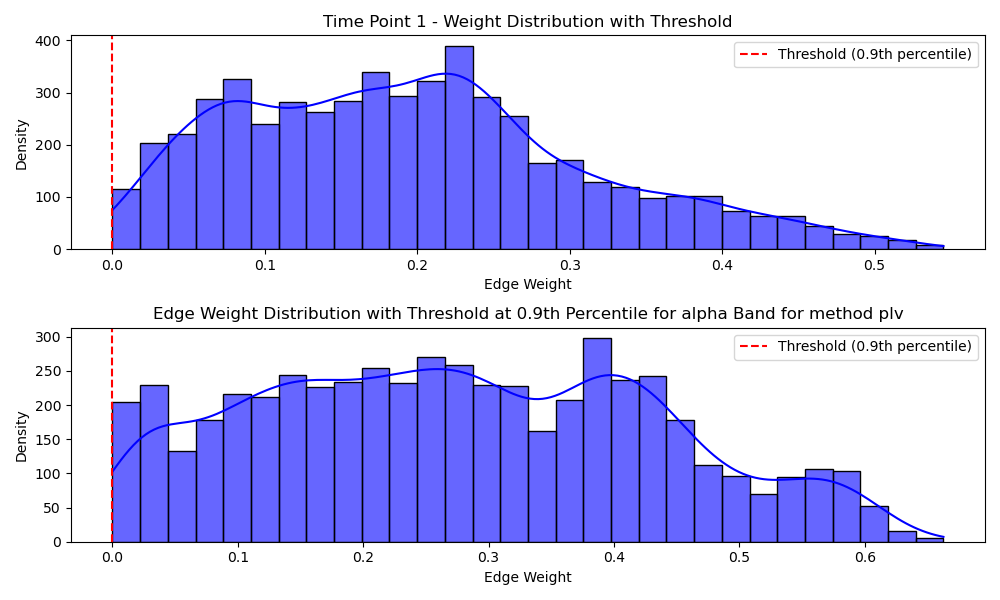 Time Point 1 - Weight Distribution with Threshold
Threshold (0.9th percentile)
Density
400
300
200
100
0
0.0 0.1 0.2 0.3 0.4 0.5
Edge Weight
Edge Weight Distribution with Threshold at 0.9th Percentile for alpha Band for method plv
Threshold (0.9th percentile)
Density
300
250
200
150
100
50
0
0.0 0.1 0.2 0.3 0.4 0.5 0.6
Edge Weight